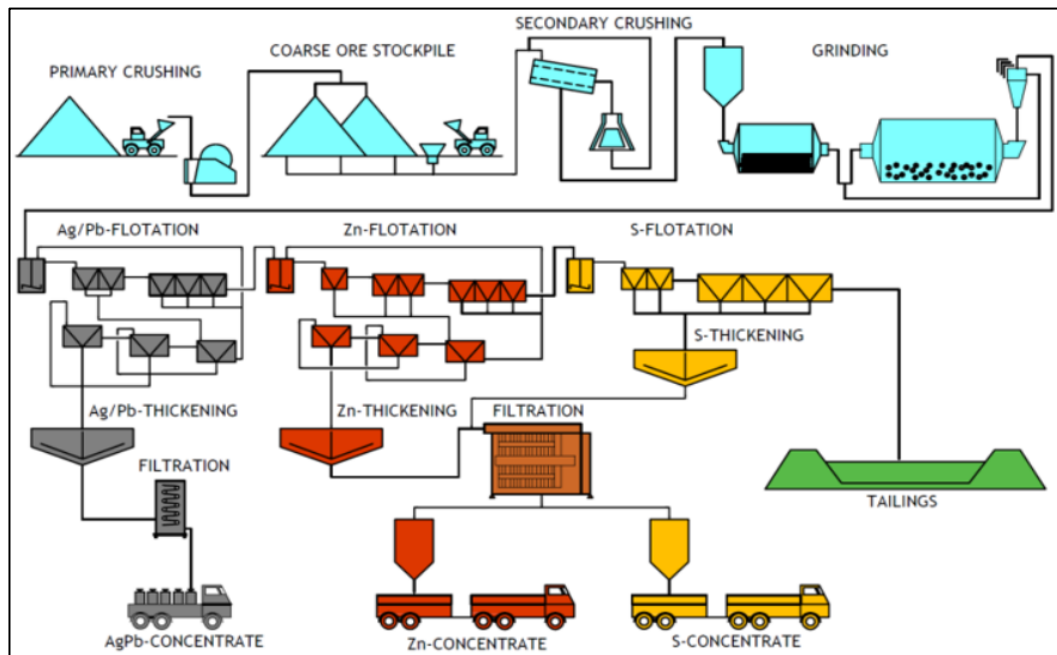 SECONDARY CRUSHING
PRIMARY CRUSHING
COARSE ORE STOCKPILE
GRINDING
Ag/Pb-FLOTATION
Zn-FLOTATION
S-FLOTATION
S-THICKENING
Ag/Pb-THICKENING
Zn-THICKENING
FILTRATION
FILTRATION
TAILINGS
AgPb-CONCENTRATE
Zn-CONCENTRATE
S-CONCENTRATE